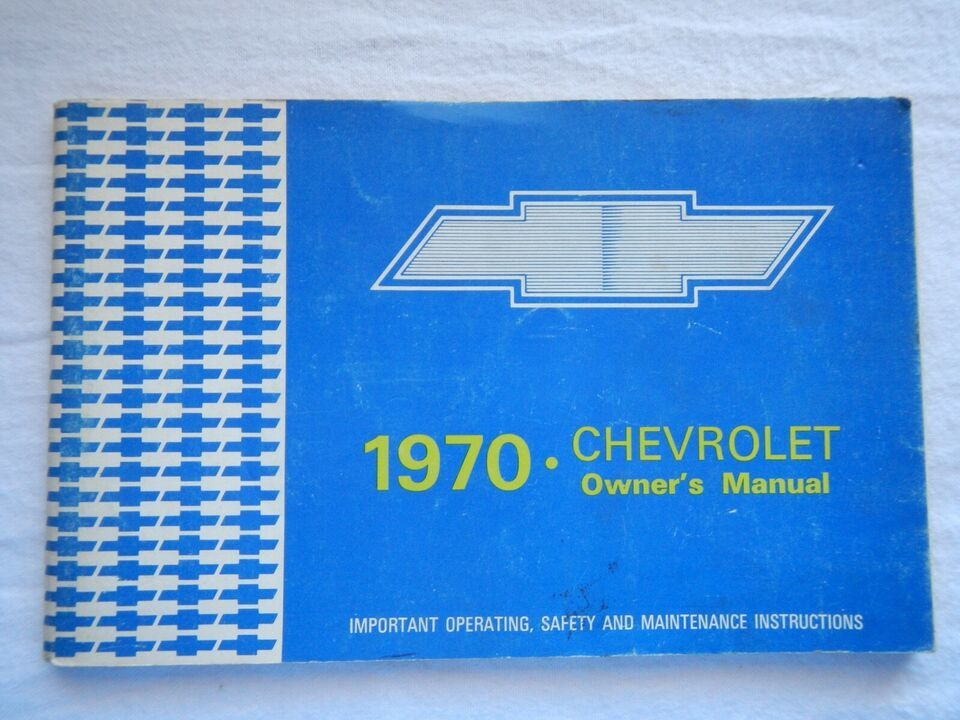 1970 • CHEVROLET
Owner's Manual
IMPORTANT OPERATING, SAFETY AND MAINTENANCE INSTRUCTIONS